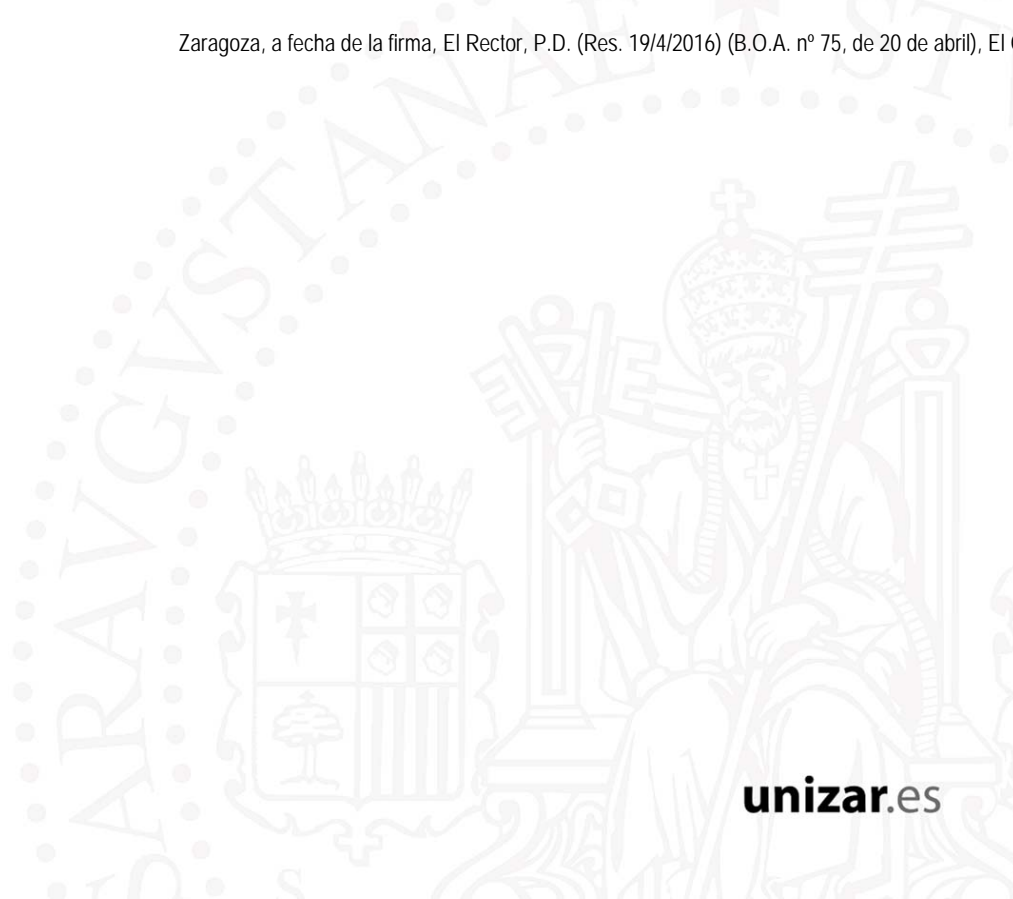 Zaragoza, a fecha de la firma, El Rector, P.D. (Res. 19/4/2016) (B.O.A. nº 75, de 20 de abril), El
unizar.es